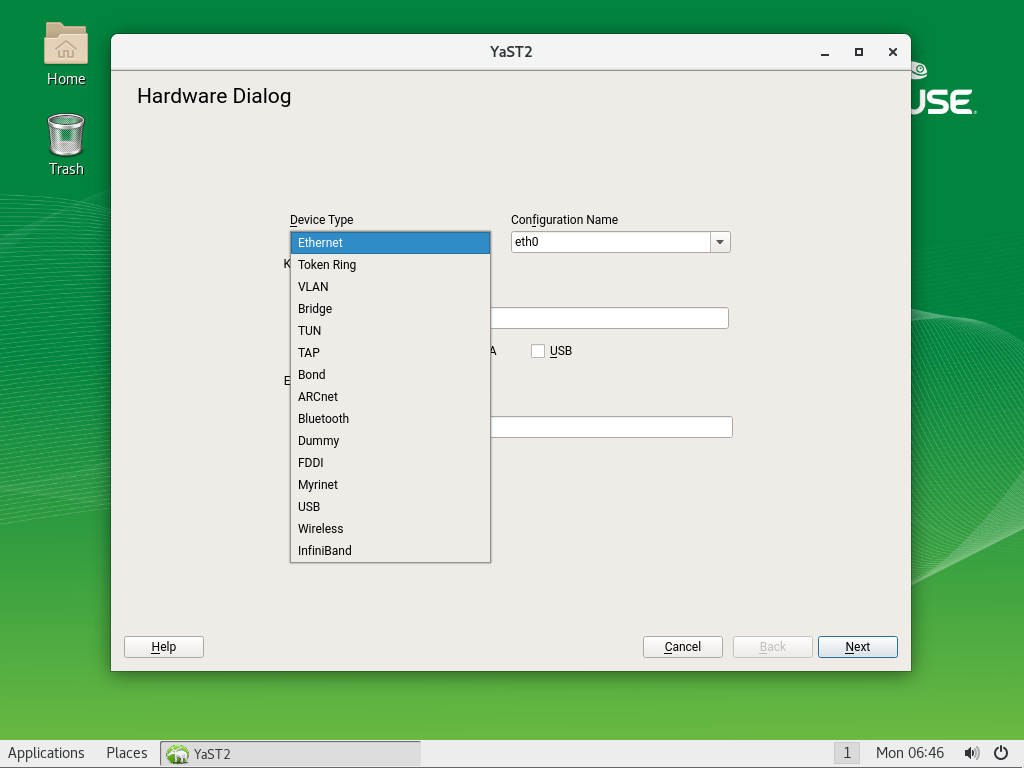 Home
Trash
YaST2
USE
Hardware Dialog
Device Type
Configuration Name
Ethernet
eth0
Token Ring
K
VLAN
Bridge
TUN
TAP
A
USB
Bond
E
ARCnet
Bluetooth
Dummy
FDDI
Myrinet
USB
Wireless
InfiniBand
Help
Cancel
Back
Next
Applications
Places
YaST2
1
Mon 06:46